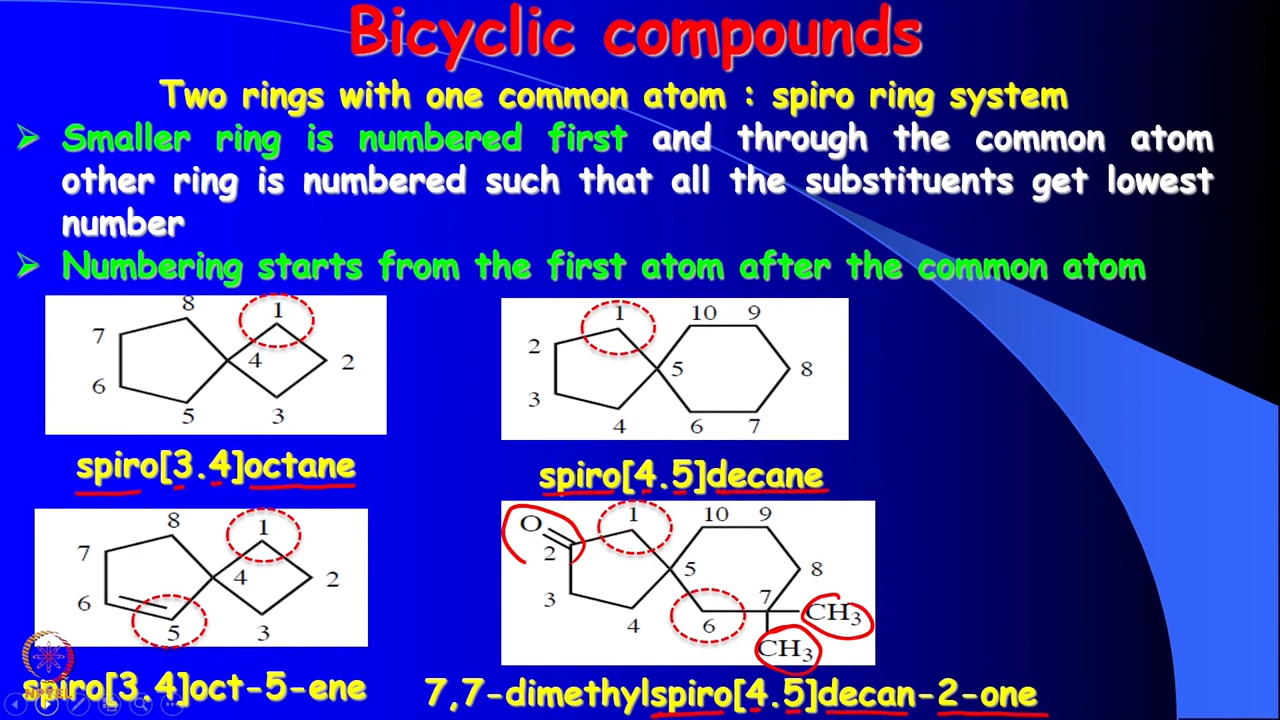 Bicyclic compounds
Two rings with one common atom : spiro ring system
➢ Smaller ring is numbered first and through the common atom
other ring is numbered such that all the substituents get lowest
number
➢ Numbering starts from the first atom after the common atom
8 1
7 4 2
6
5 3
spiro[3.4]octane
1 10 9
2 5 8
3
4 6 7
spiro[4.5]decane
8 1
7 4 2
6
5 3
spiro[3.4]oct-5-ene
O 1 10 9
2 5 8
3 7 CH3
4 6
CH3
7,7-dimethylspiro[4.5]decan-2-one
NPTEL